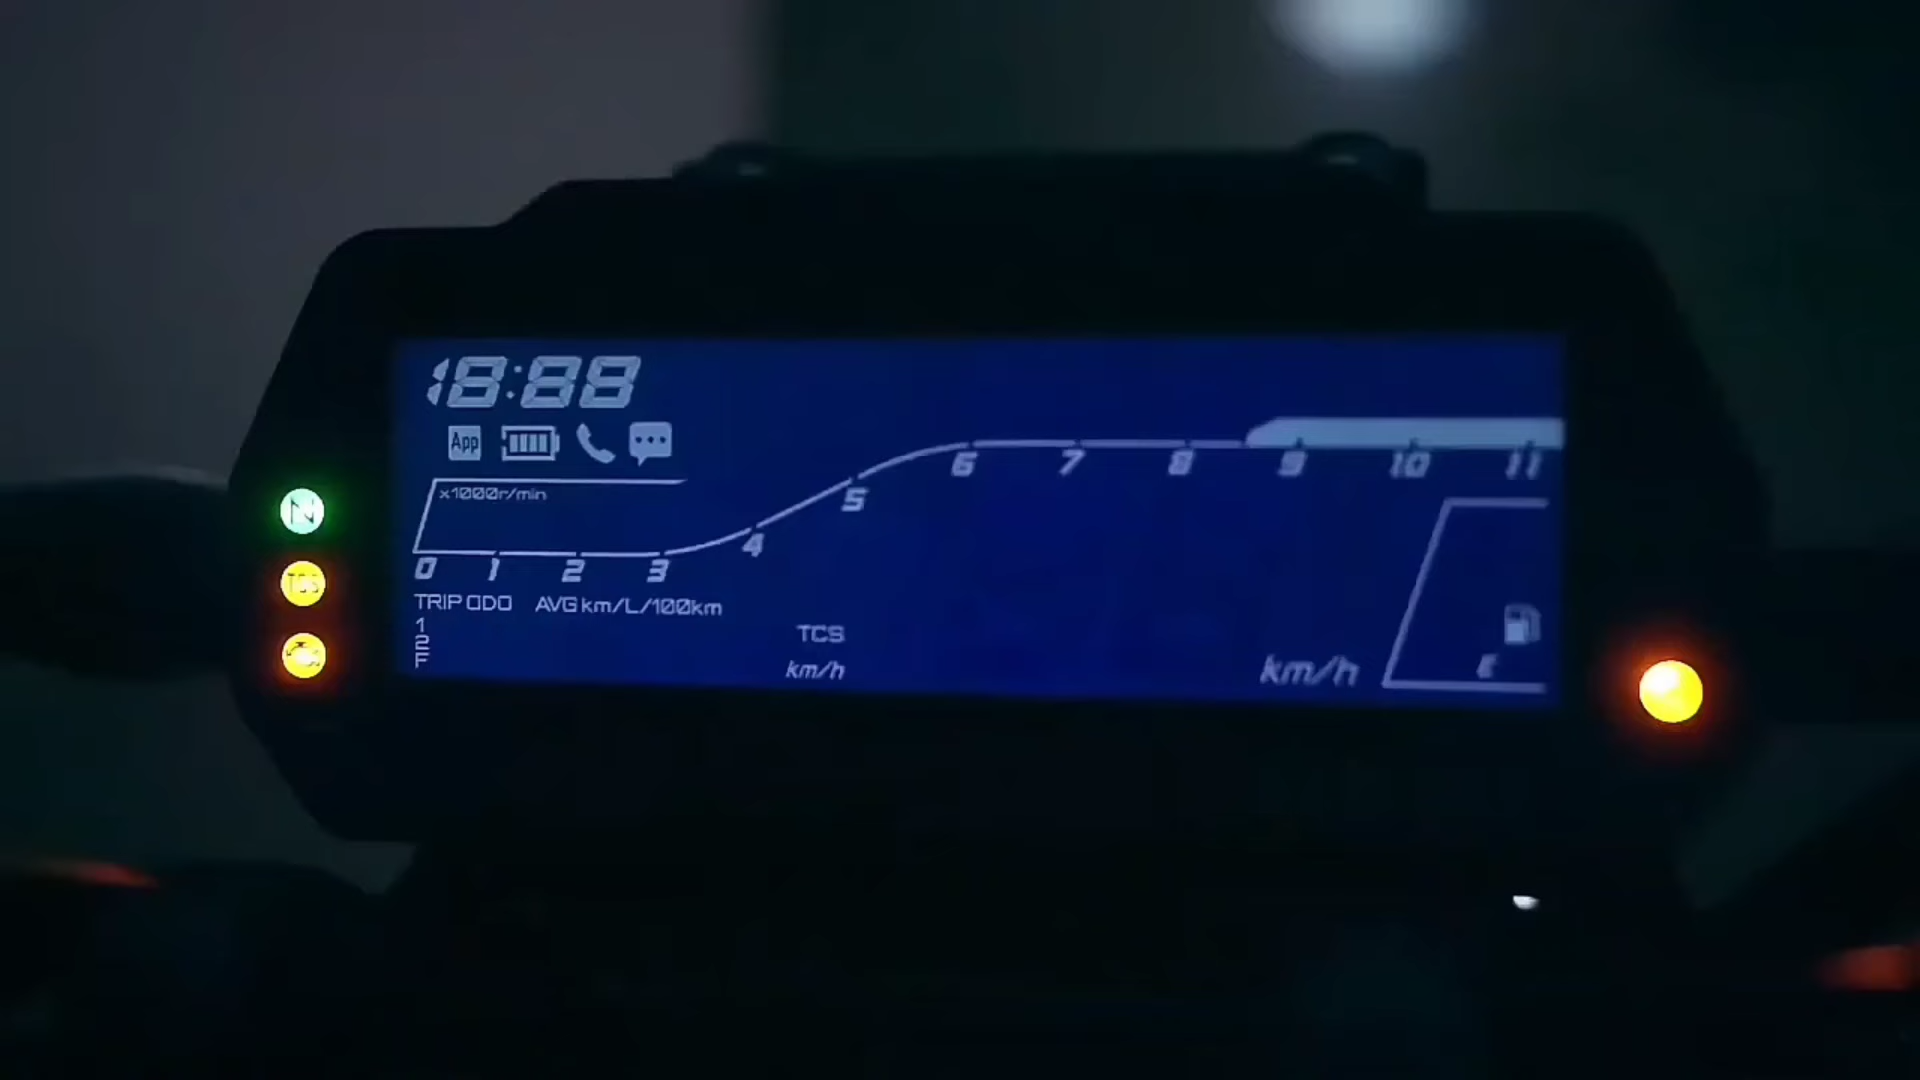 18:88
App
x1000r/min
0 1 2 3 4 5 6 7 8 9 10 11
TRIP ODO AVG km/L/100km
1
2
F
TCS
km/h
km/h
E
N
TCS